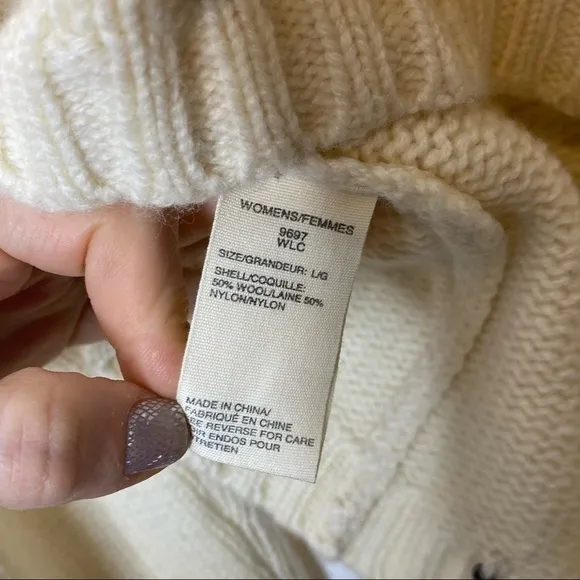 WOMENS/FEMMES
9697
WLC
SIZE/GRANDEUR: L/G
SHELL/COQUILLE:
50% WOOL/LAINE 50%
NYLON/NYLON
MADE IN CHINA/
FABRIQUÉ EN CHINE
REVERSE FOR CARE
ENDOS POUR